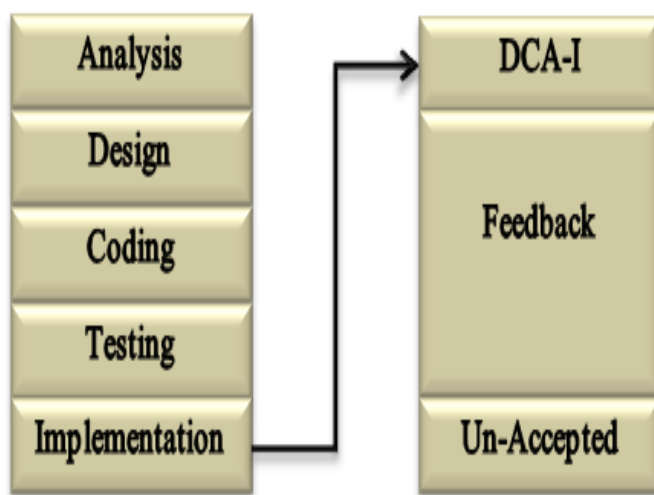 Analysis
Design
Coding
Testing
Implementation
DCA-I
Feedback
Un-Accepted